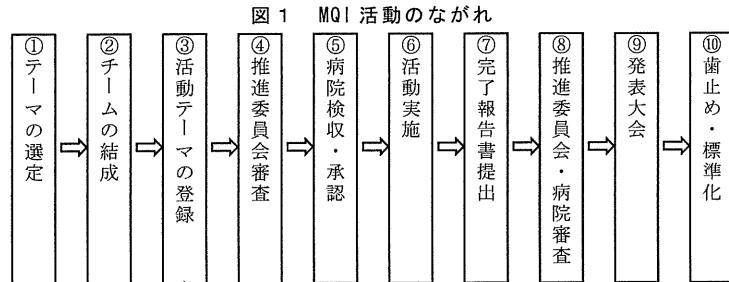 図１　MQI活動のながれ
①テーマの選定
②チームの結成
③活動テーマの登録
④推進委員会審査
⑤病院検収・承認
⑥活動実施
⑦完了報告書提出
⑧推進委員会・病院審査
⑨発表大会
⑩歯止め・標準化